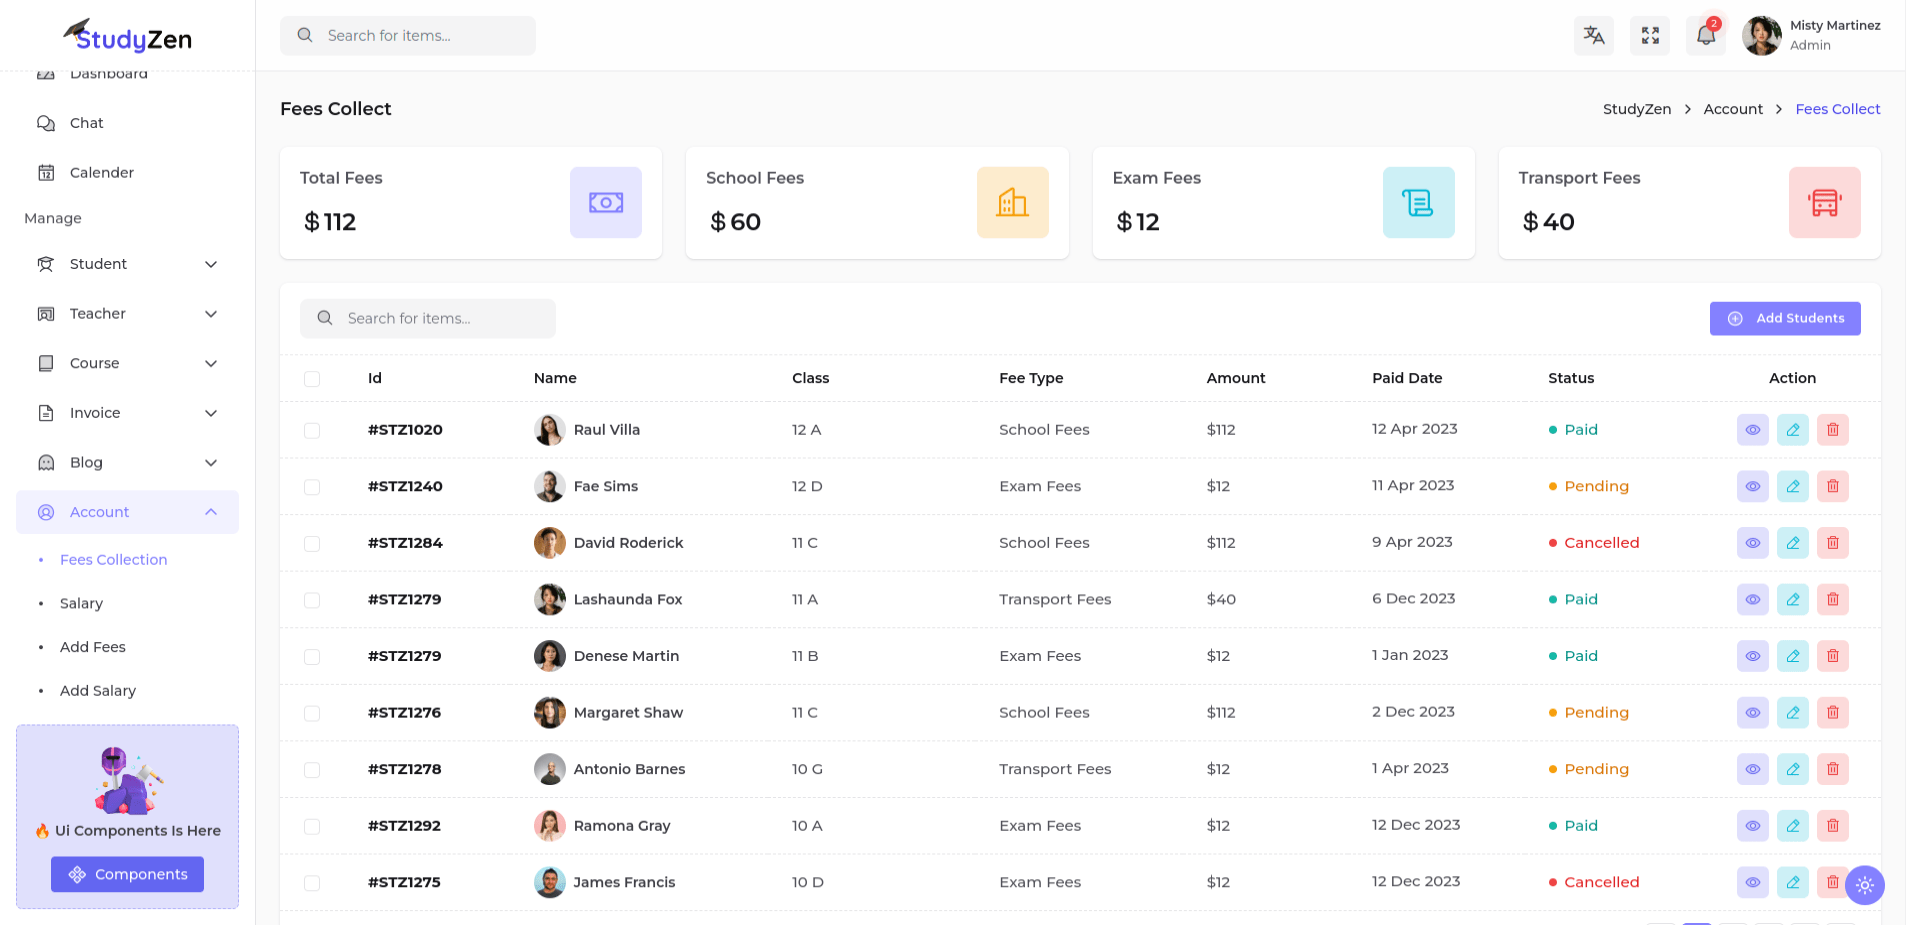 StudyZen
Search for items...
2
Misty Martinez
Admin
Dashboard
Chat
12
Calender
Manage
Student
Teacher
Course
Invoice
Blog
Account
Fees Collection
Salary
Add Fees
Add Salary
🔥 Ui Components Is Here
Components
Fees Collect
StudyZen > Account > Fees Collect
Total Fees
$ 112
School Fees
$ 60
Exam Fees
$ 12
Transport Fees
$ 40
Search for items...
Add Students
Id Name Class Fee Type Amount Paid Date Status Action
#STZ1020 Raul Villa 12 A School Fees $112 12 Apr 2023 Paid
#STZ1240 Fae Sims 12 D Exam Fees $12 11 Apr 2023 Pending
#STZ1284 David Roderick 11 C School Fees $112 9 Apr 2023 Cancelled
#STZ1279 Lashaunda Fox 11 A Transport Fees $40 6 Dec 2023 Paid
#STZ1279 Denese Martin 11 B Exam Fees $12 1 Jan 2023 Paid
#STZ1276 Margaret Shaw 11 C School Fees $112 2 Dec 2023 Pending
#STZ1278 Antonio Barnes 10 G Transport Fees $12 1 Apr 2023 Pending
#STZ1292 Ramona Gray 10 A Exam Fees $12 12 Dec 2023 Paid
#STZ1275 James Francis 10 D Exam Fees $12 12 Dec 2023 Cancelled